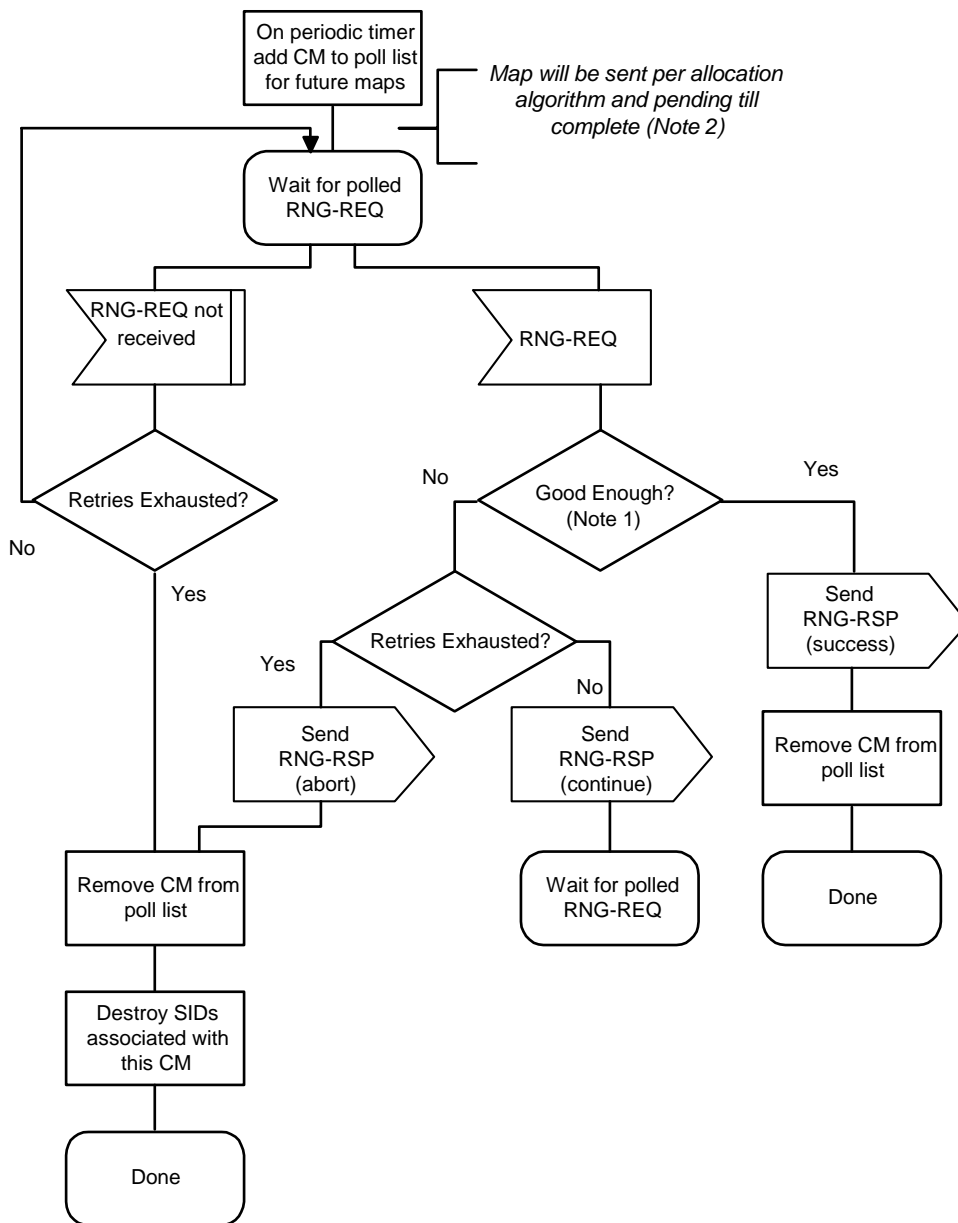 On periodic timer
add CM to poll list
for future maps
Map will be sent per allocation
algorithm and pending till
complete (Note 2)
Wait for polled
RNG-REQ
RNG-REQ not
received
RNG-REQ
Retries Exhausted?
No
Yes
Good Enough?
(Note 1)
No
Yes
Retries Exhausted?
Yes
No
Send
RNG-RSP
(success)
Send
RNG-RSP
(abort)
Send
RNG-RSP
(continue)
Remove CM from
poll list
Remove CM from
poll list
Wait for polled
RNG-REQ
Done
Destroy SIDs
associated with
this CM
Done